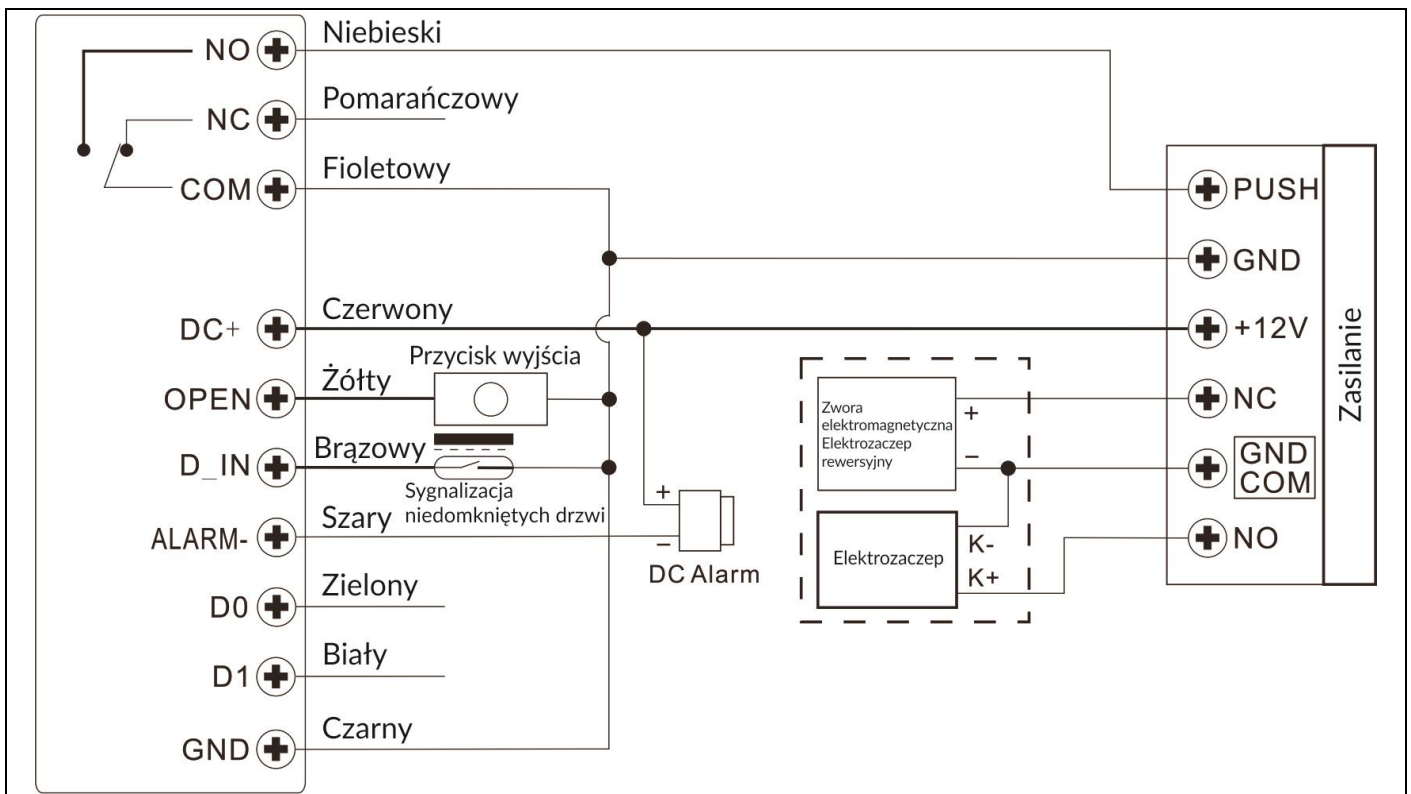 NO
Niebieski
NC
Pomarańczowy
COM
Fioletowy
DC+
Czerwony
OPEN
Żółty
Przycisk wyjścia
D_IN
Brązowy
Sygnalizacja
niedomkniętych drzwi
ALARM-
Szary
+
−
DC Alarm
D0
Zielony
D1
Biały
GND
Czarny
Zwora
elektromagnetyczna
Elektrozaczep
rewersyjny
+
−
Elektrozaczep
K-
K+
PUSH
GND
+12V
NC
GND
COM
NO
Zasilanie